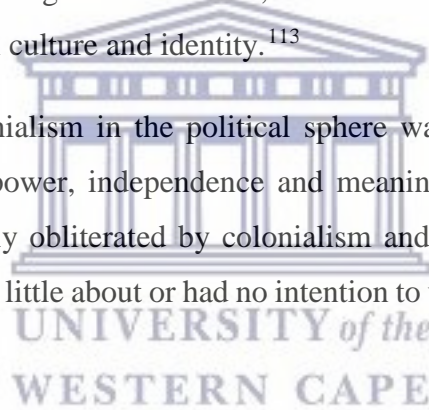 culture and identity.113
nialism in the political sphere wa
power, independence and meanin
y obliterated by colonialism and
little about or had no intention to
UNIVERSITY of the
WESTERN CAPE